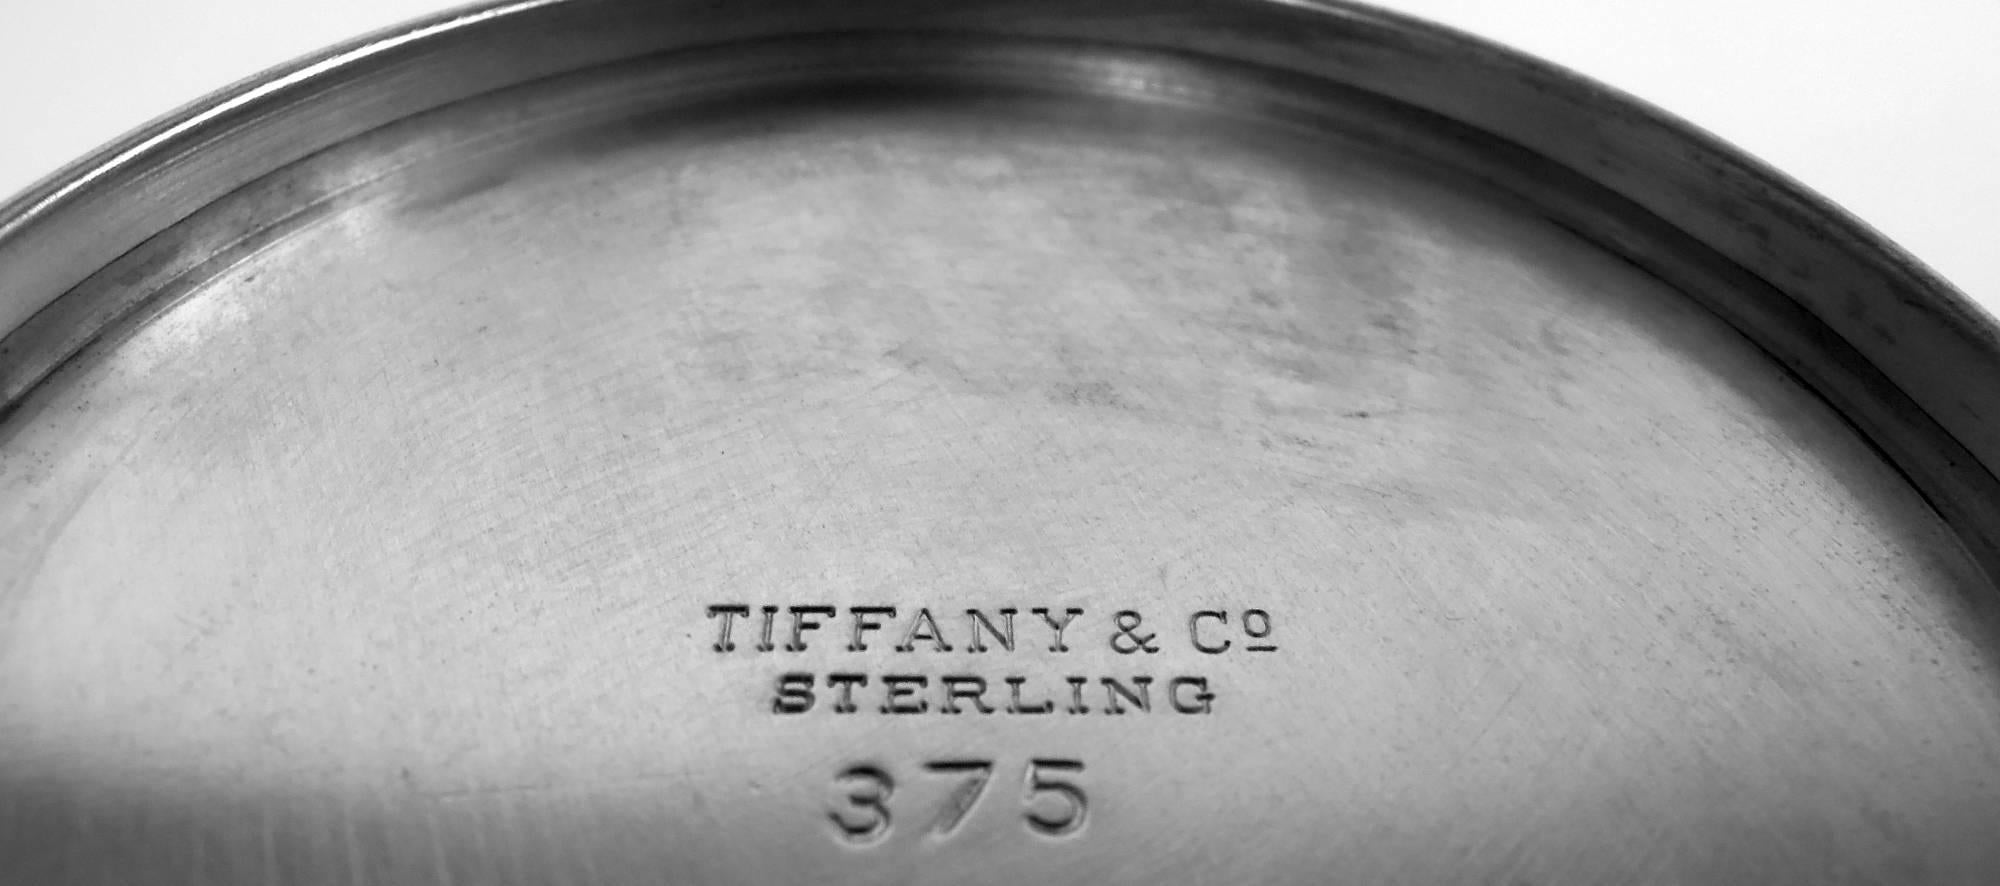 TIFFANY & Cº
STERLING
375